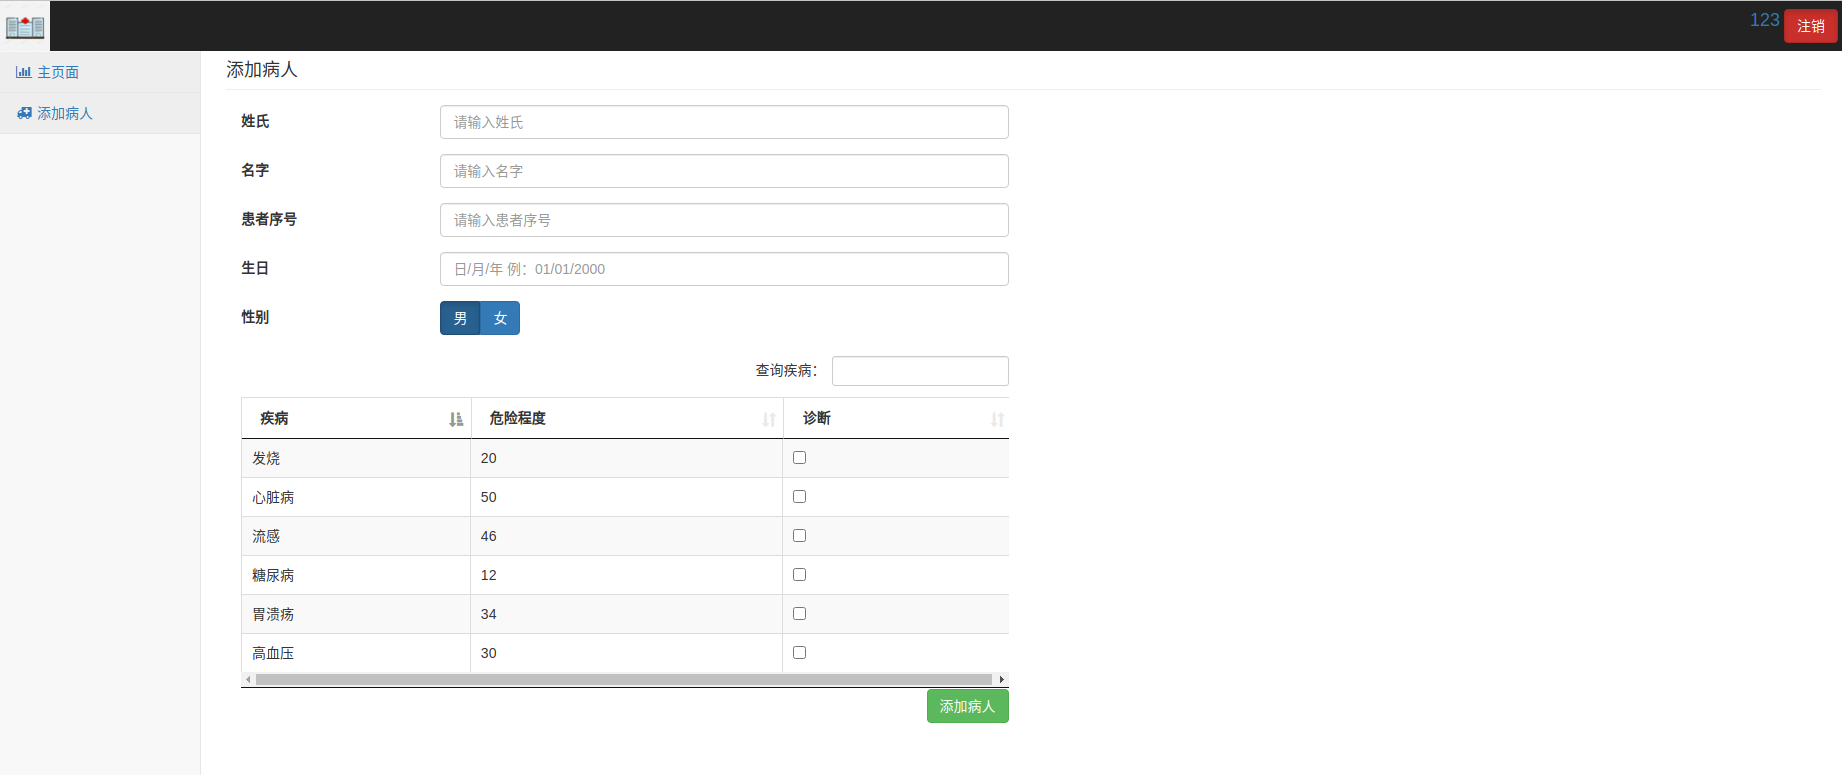 123 注销
主页面
添加病人
添加病人
姓氏 请输入姓氏
名字 请输入名字
患者序号 请输入患者序号
生日 日/月/年 例：01/01/2000
性别 男 女
查询疾病：
疾病 危险程度 诊断
发烧 20
心脏病 50
流感 46
糖尿病 12
胃溃疡 34
高血压 30
添加病人